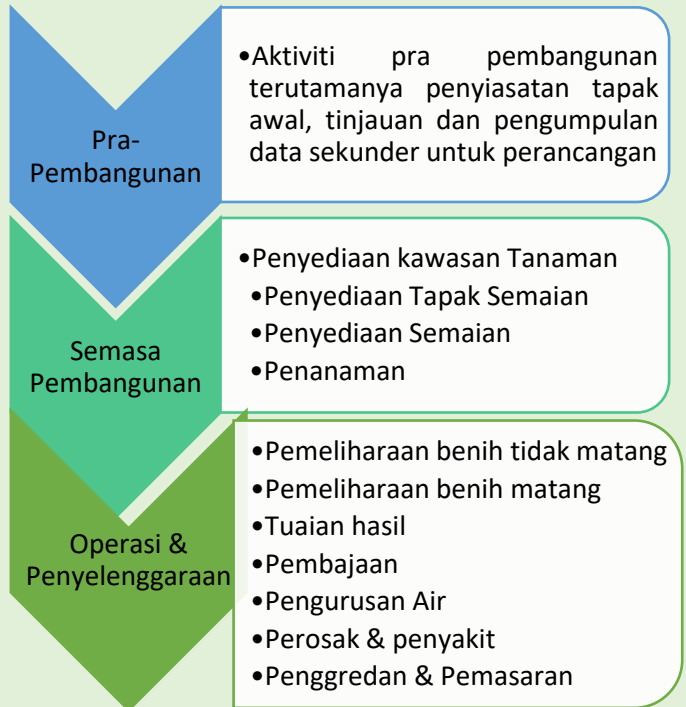 Pra-
Pembangunan
•Aktiviti pra pembangunan
terutamanya penyiasatan tapak
awal, tinjauan dan pengumpulan
data sekunder untuk perancangan
Semasa
Pembangunan
•Penyediaan kawasan Tanaman
•Penyediaan Tapak Semaian
•Penyediaan Semaian
•Penanaman
Operasi &
Penyelenggaraan
•Pemeliharaan benih tidak matang
•Pemeliharaan benih matang
•Tuaian hasil
•Pembajaan
•Pengurusan Air
•Perosak & penyakit
•Penggredan & Pemasaran